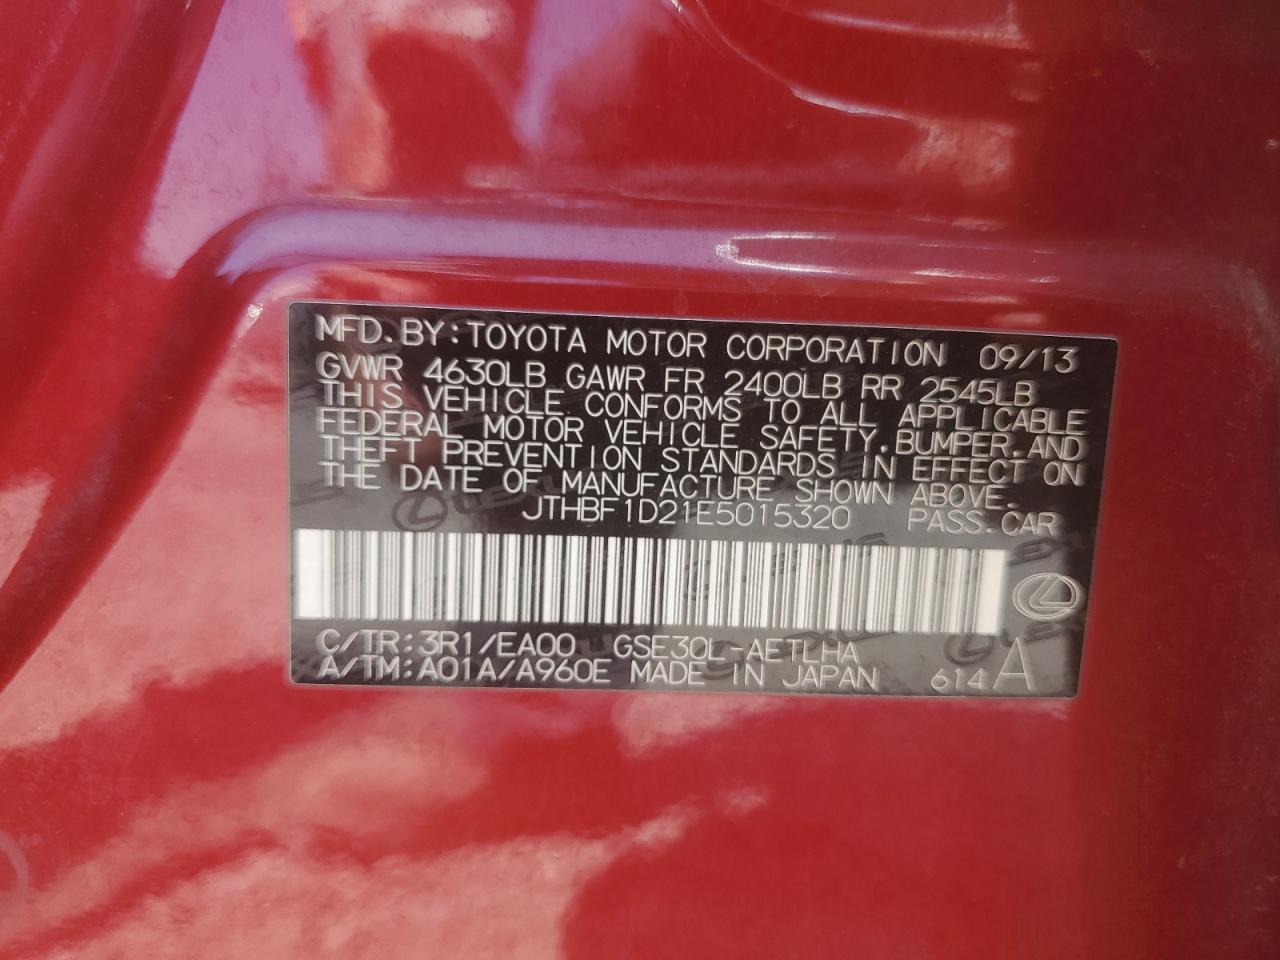 MFD. BY: TOYOTA MOTOR CORPORATION 09/13
GVWR 4630LB GAWR FR 2400LB RR 2545LB
THIS VEHICLE CONFORMS TO ALL APPLICABLE
FEDERAL MOTOR VEHICLE SAFETY, BUMPER, AND
THEFT PREVENTION STANDARDS IN EFFECT ON
THE DATE OF MANUFACTURE SHOWN ABOVE.
JTHBF1D21E5015320 PASS. CAR
C/TR: 3R1/EA00 GSE30L-AETLHA
A/TM: A01A/A960E MADE IN JAPAN 614 A